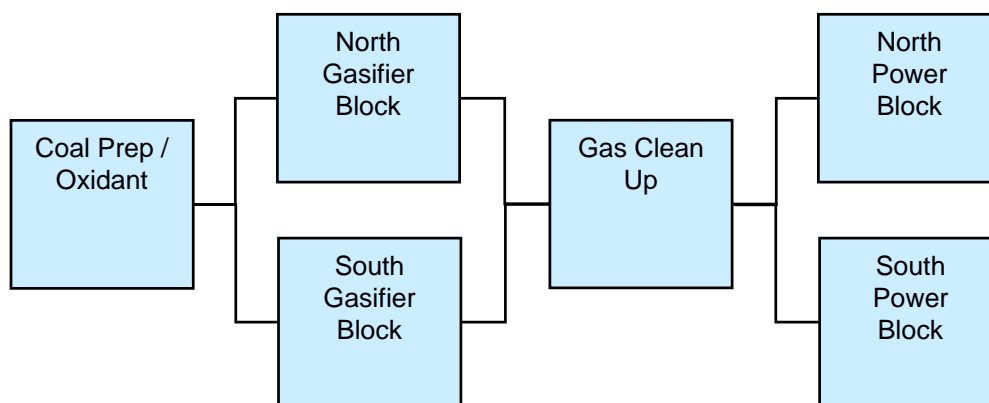 Coal Prep /
Oxidant
North
Gasifier
Block
South
Gasifier
Block
Gas Clean
Up
North
Power
Block
South
Power
Block